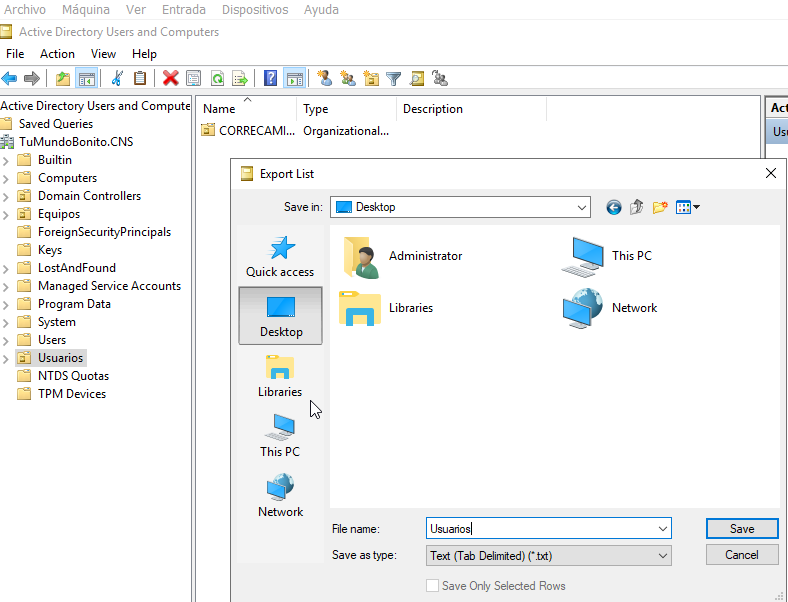 Archivo Máquina Ver Entrada Dispositivos Ayuda
Active Directory Users and Computers
File Action View Help
Active Directory Users and Compute
Saved Queries
TuMundoBonito.CNS
Builtin
Computers
Domain Controllers
Equipos
ForeignSecurityPrincipals
Keys
LostAndFound
Managed Service Accounts
Program Data
System
Users
Usuarios
NTDS Quotas
TPM Devices
Name Type Description
CORRECAMI... Organizational...
Act
Usu
Export List
Save in: Desktop
Quick access
Desktop
Libraries
This PC
Network
Administrator This PC
Libraries Network
File name: Usuarios Save
Save as type: Text (Tab Delimited) (*.txt) Cancel
Save Only Selected Rows